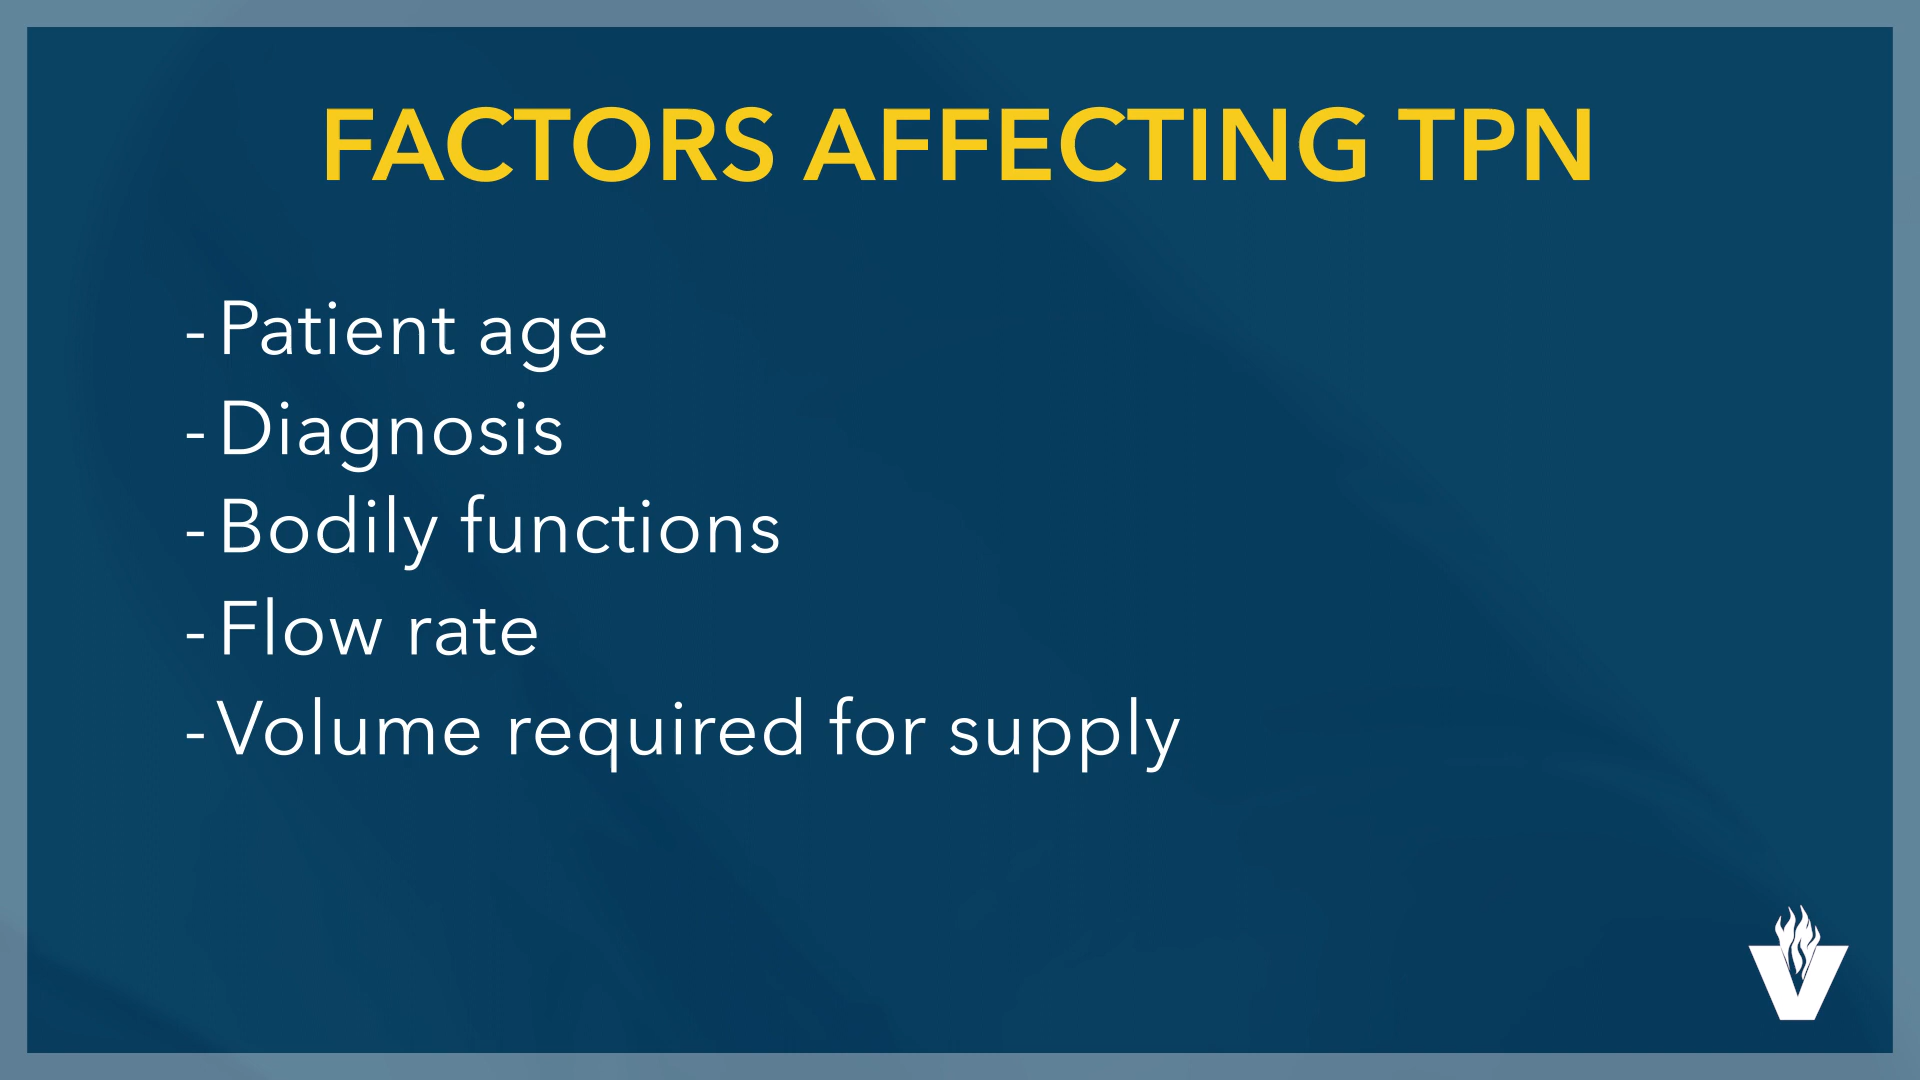 FACTORS AFFECTING TPN
- Patient age
- Diagnosis
- Bodily functions
- Flow rate
- Volume required for supply
V